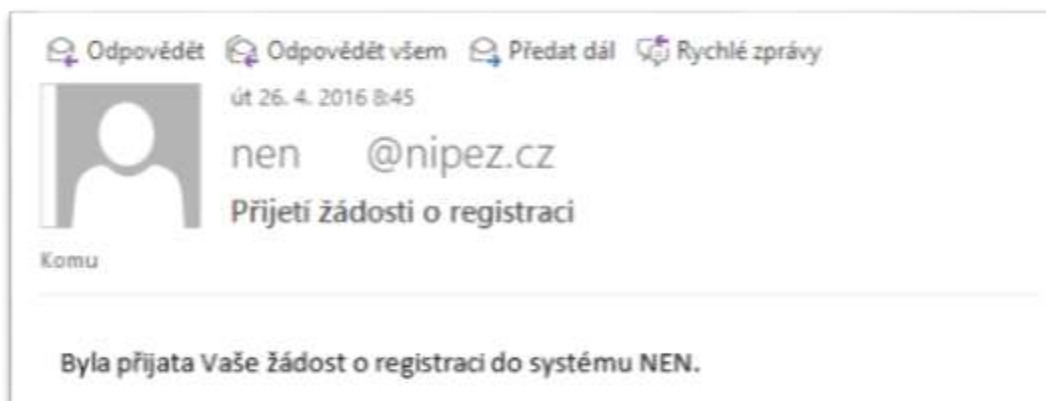 Odpovědět Odpovědět všem Předat dál Rychlé zprávy
út 26. 4. 2016 8:45
nen @nipez.cz
Přijetí žádosti o registraci
Komu
Byla přijata Vaše žádost o registraci do systému NEN.